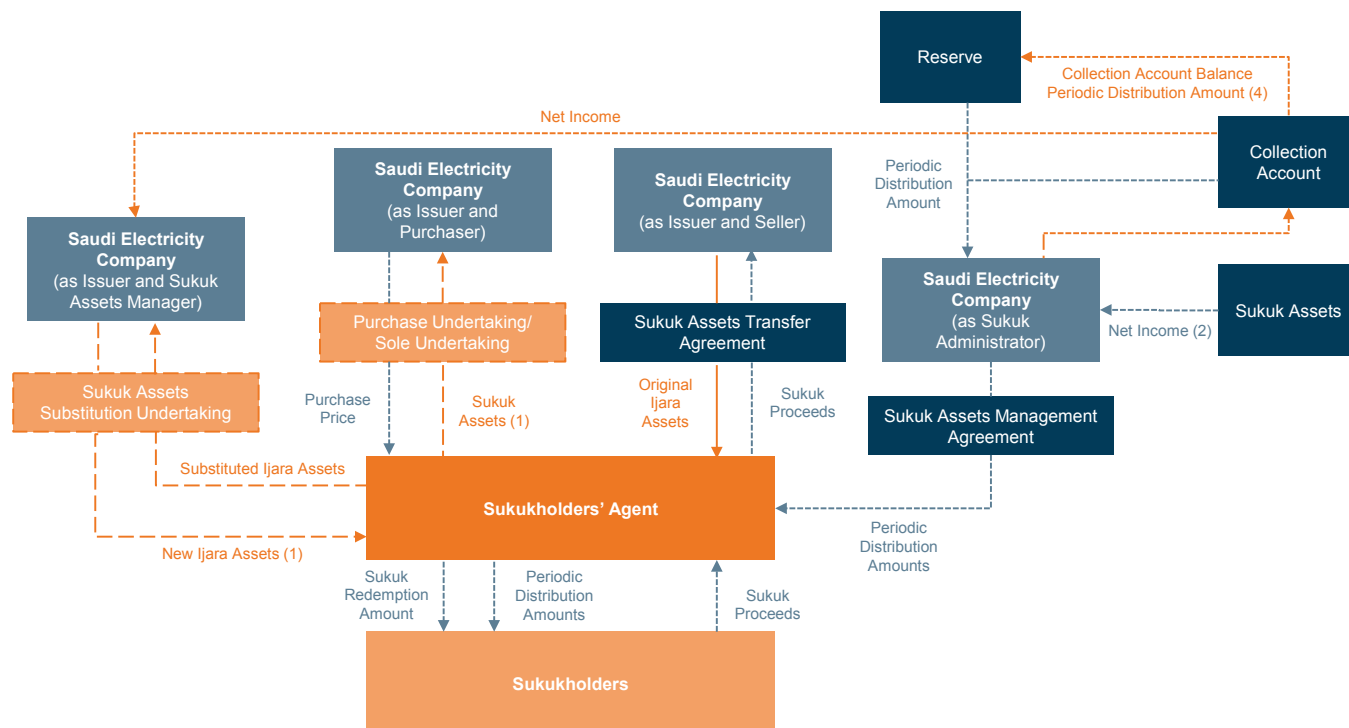 Reserve
Collection Account Balance
Periodic Distribution Amount (4)
Net Income
Collection
Account
Saudi Electricity
Company
(as Issuer and
Purchaser)
Saudi Electricity
Company
(as Issuer and Seller)
Periodic
Distribution
Amount
Saudi Electricity
Company
(as Issuer and Sukuk
Assets Manager)
Saudi Electricity
Company
(as Sukuk
Administrator)
Net Income (2)
Sukuk Assets
Purchase Undertaking/
Sole Undertaking
Sukuk Assets Transfer
Agreement
Sukuk Assets
Substitution Undertaking
Purchase
Price
Sukuk
Assets (1)
Original
Ijara
Assets
Sukuk
Proceeds
Sukuk Assets Management
Agreement
Substituted Ijara Assets
Sukukholders’ Agent
New Ijara Assets (1)
Periodic
Distribution
Amounts
Sukuk
Redemption
Amount
Periodic
Distribution
Amounts
Sukuk
Proceeds
Sukukholders